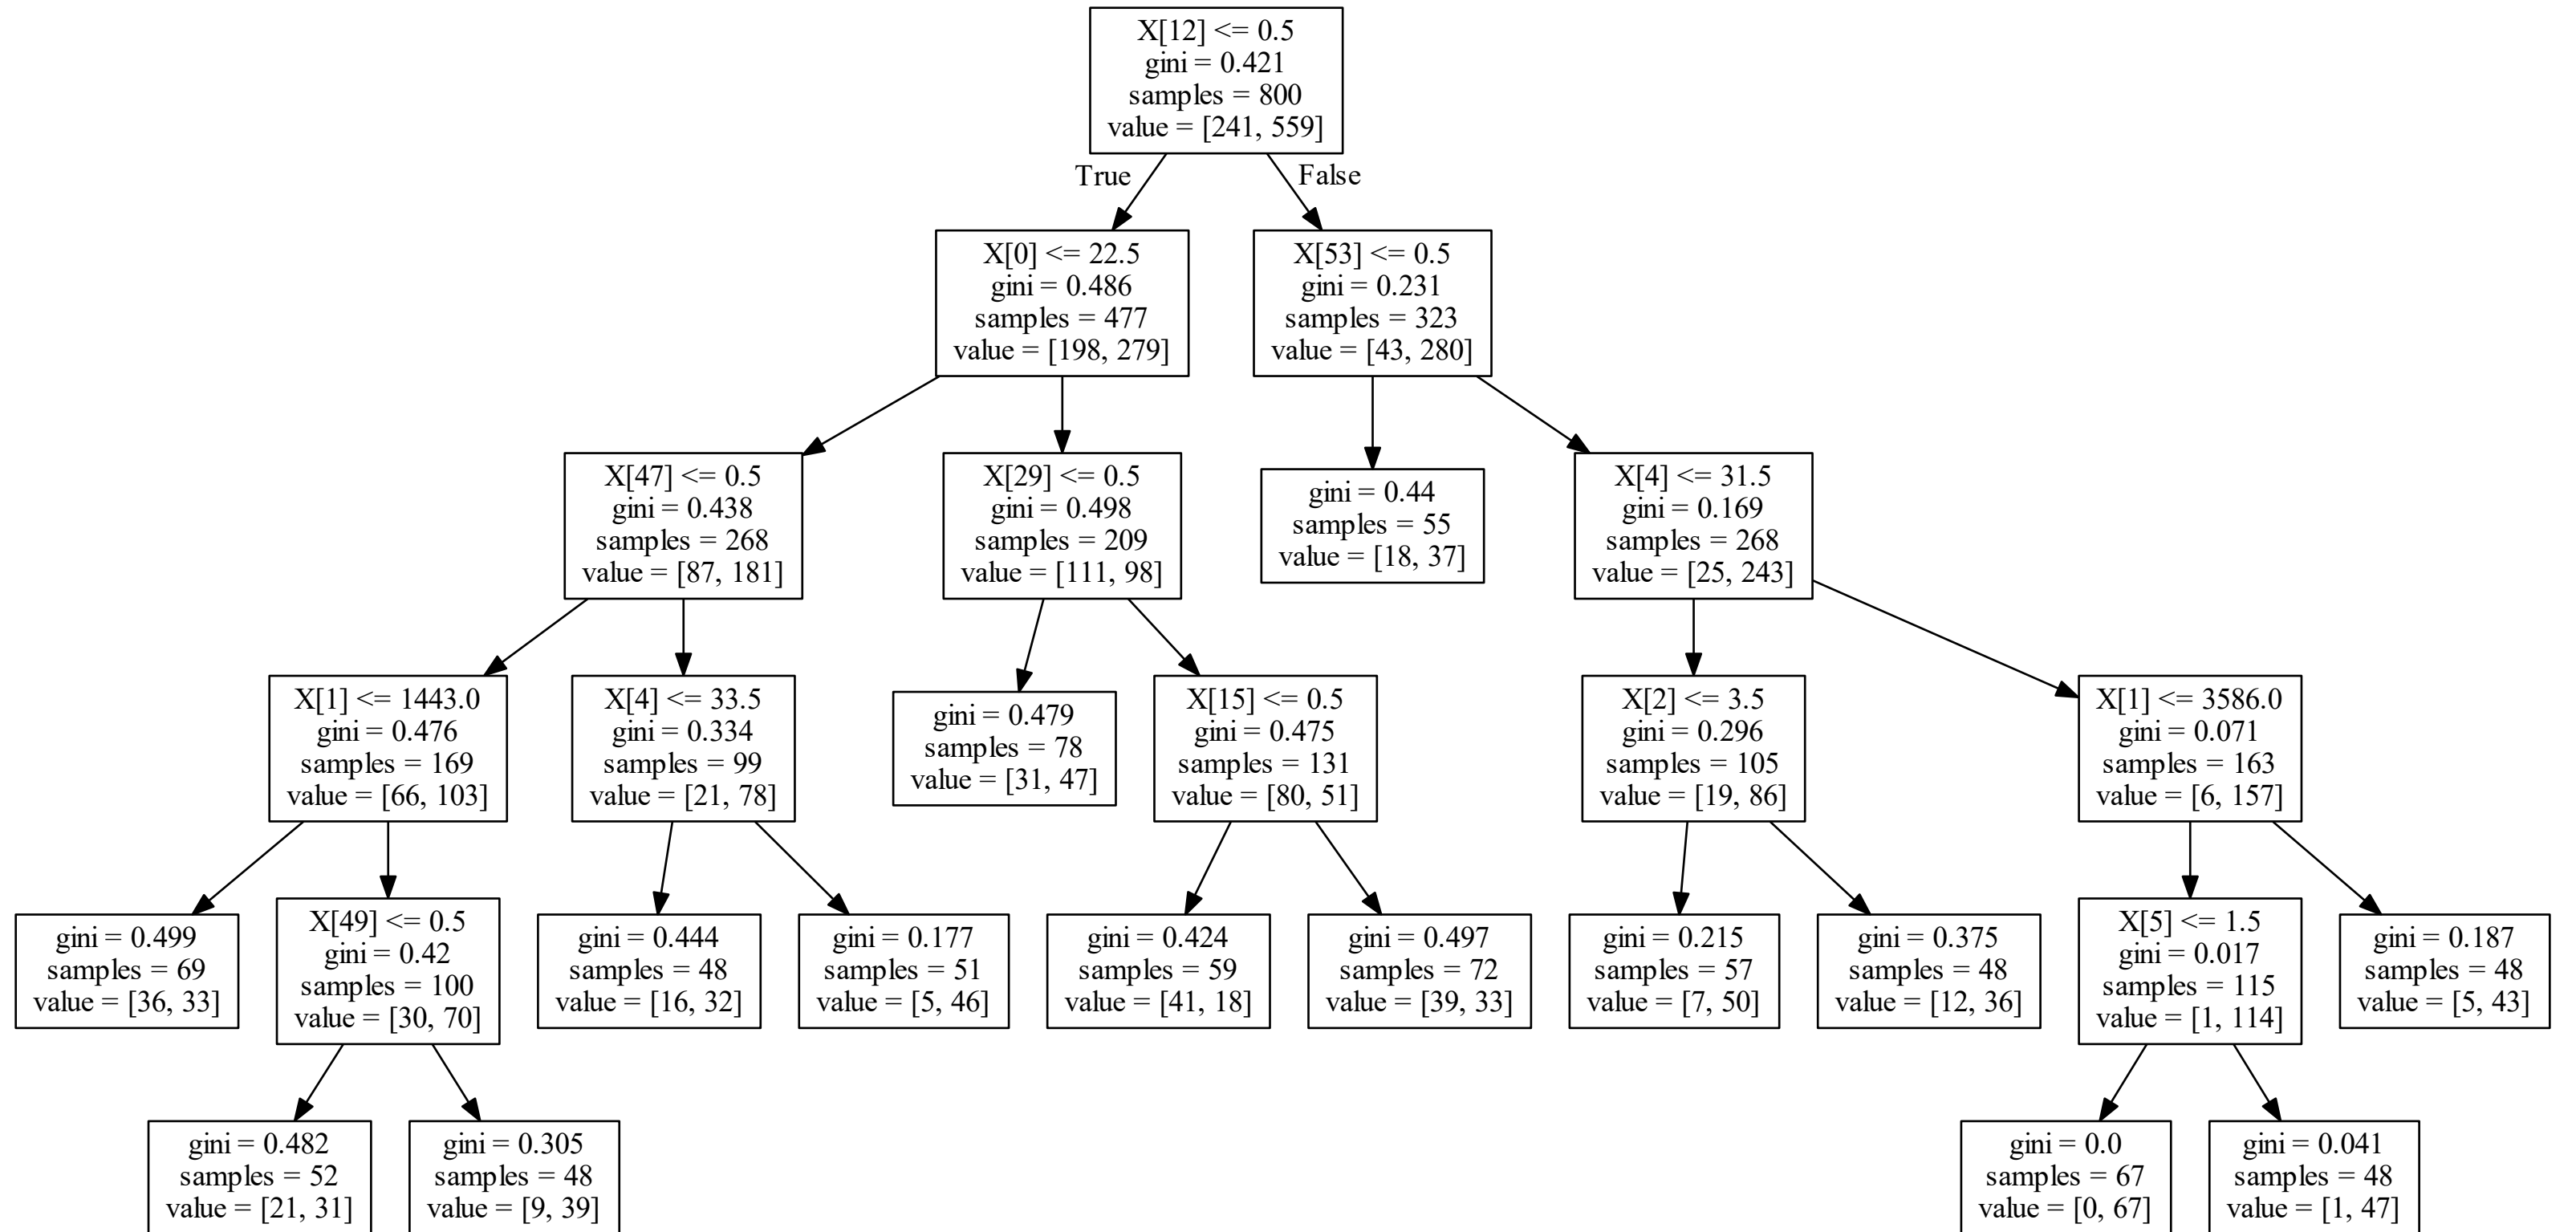 X[12] <= 0.5
gini = 0.421
samples = 800
value = [241, 559]
True
False
X[0] <= 22.5
gini = 0.486
samples = 477
value = [198, 279]
X[53] <= 0.5
gini = 0.231
samples = 323
value = [43, 280]
X[47] <= 0.5
gini = 0.438
samples = 268
value = [87, 181]
X[29] <= 0.5
gini = 0.498
samples = 209
value = [111, 98]
gini = 0.44
samples = 55
value = [18, 37]
X[4] <= 31.5
gini = 0.169
samples = 268
value = [25, 243]
X[1] <= 1443.0
gini = 0.476
samples = 169
value = [66, 103]
X[4] <= 33.5
gini = 0.334
samples = 99
value = [21, 78]
gini = 0.479
samples = 78
value = [31, 47]
X[15] <= 0.5
gini = 0.475
samples = 131
value = [80, 51]
X[2] <= 3.5
gini = 0.296
samples = 105
value = [19, 86]
X[1] <= 3586.0
gini = 0.071
samples = 163
value = [6, 157]
gini = 0.499
samples = 69
value = [36, 33]
X[49] <= 0.5
gini = 0.42
samples = 100
value = [30, 70]
gini = 0.444
samples = 48
value = [16, 32]
gini = 0.177
samples = 51
value = [5, 46]
gini = 0.424
samples = 59
value = [41, 18]
gini = 0.497
samples = 72
value = [39, 33]
gini = 0.215
samples = 57
value = [7, 50]
gini = 0.375
samples = 48
value = [12, 36]
X[5] <= 1.5
gini = 0.017
samples = 115
value = [1, 114]
gini = 0.187
samples = 48
value = [5, 43]
gini = 0.482
samples = 52
value = [21, 31]
gini = 0.305
samples = 48
value = [9, 39]
gini = 0.0
samples = 67
value = [0, 67]
gini = 0.041
samples = 48
value = [1, 47]